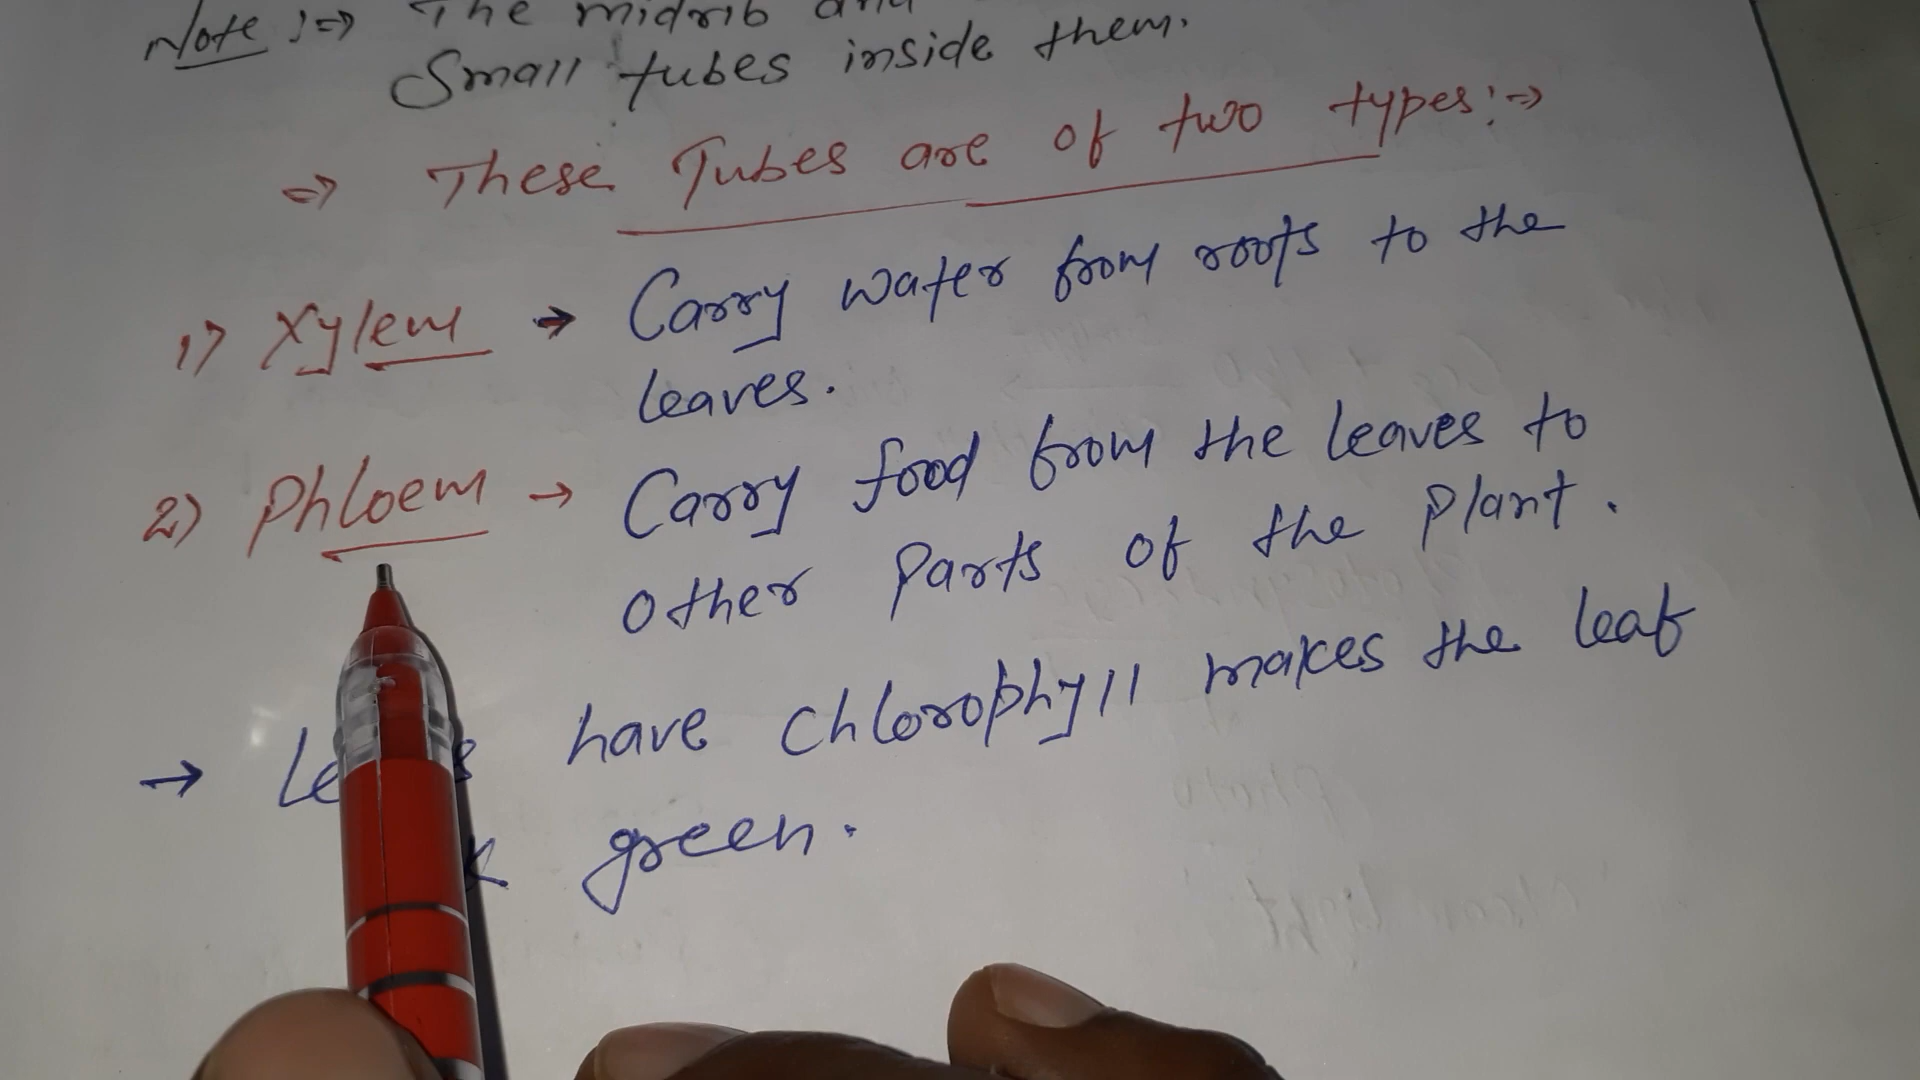 Note :⇒ The midrib and
Small tubes inside them.
⇒ These Tubes are of two types:→
1) Xylem → Carry water from roots to the
leaves.
2) Phloem → Carry food from the leaves to
other parts of the plant.
→ have chlorophyll makes the leaf
green.